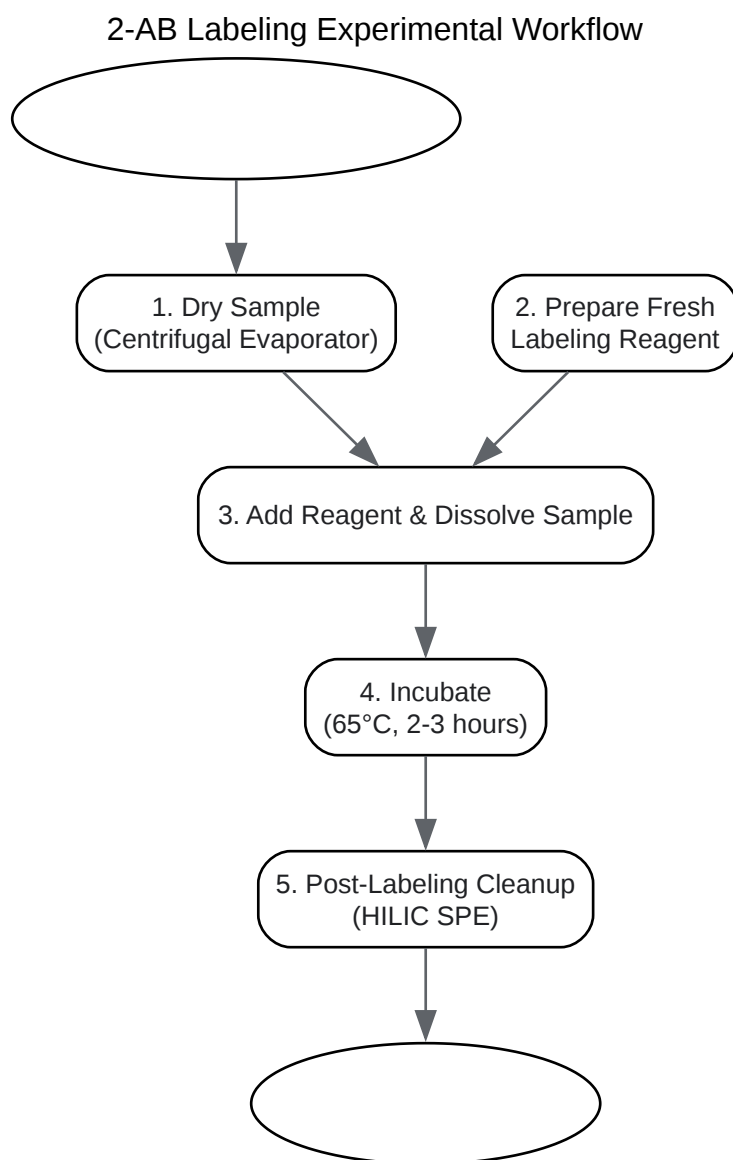 2-AB Labeling Experimental Workflow
1. Dry Sample
(Centrifugal Evaporator)
2. Prepare Fresh
Labeling Reagent
3. Add Reagent & Dissolve Sample
4. Incubate
(65°C, 2-3 hours)
5. Post-Labeling Cleanup
(HILIC SPE)